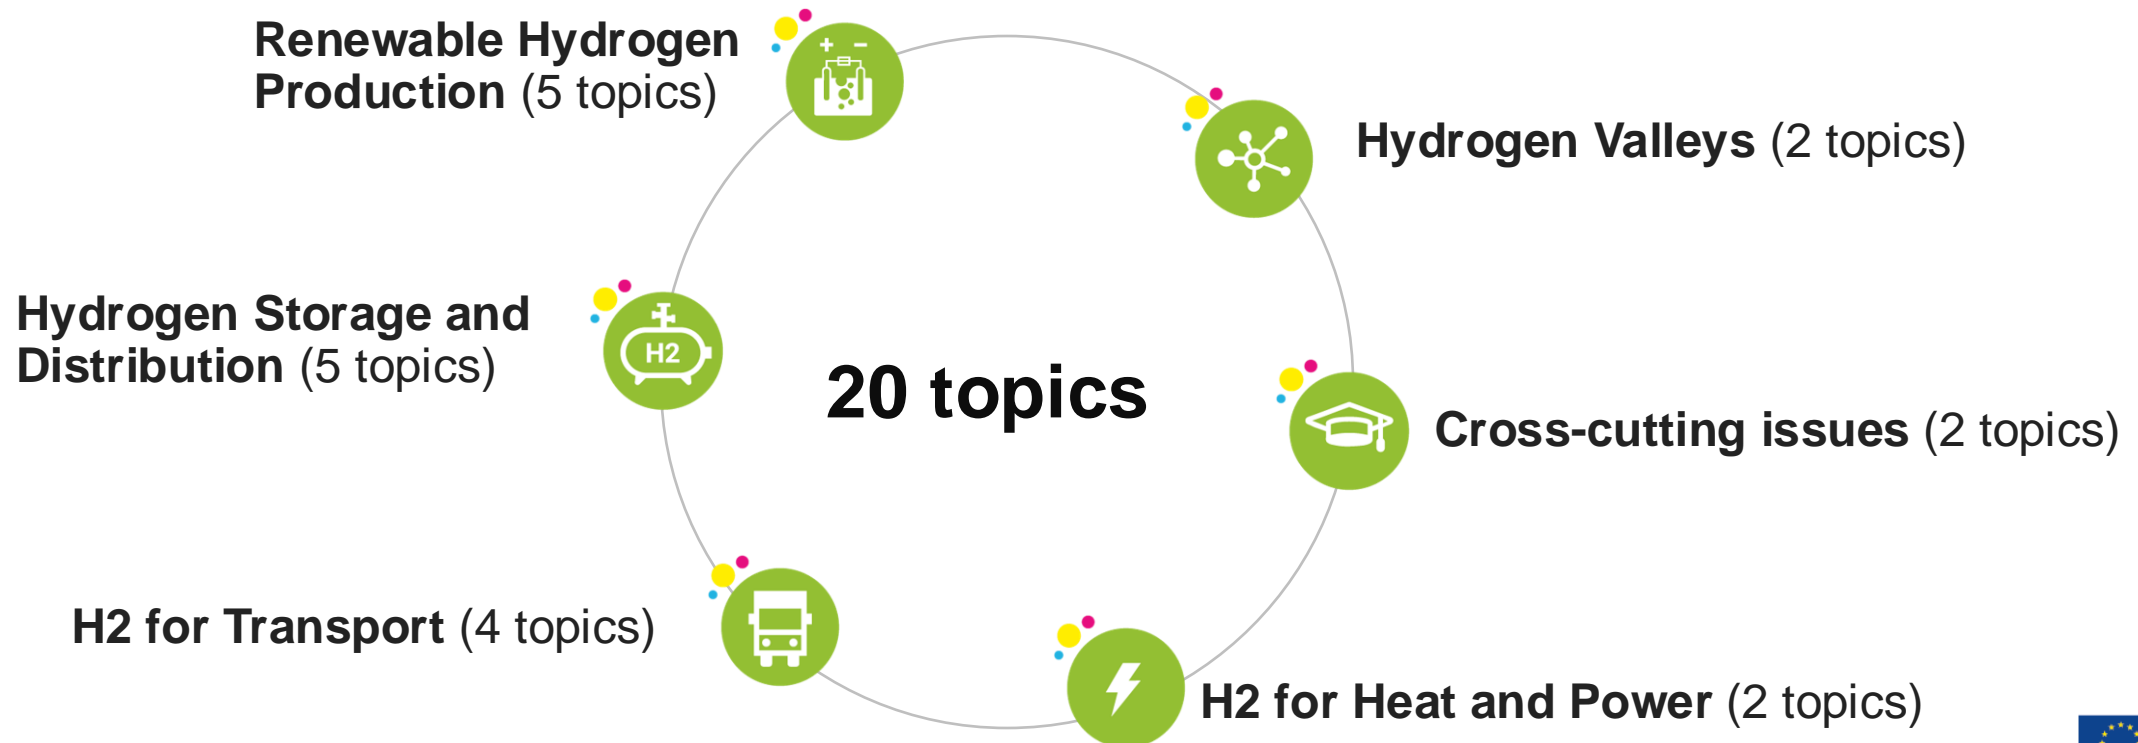 Renewable Hydrogen
Production (5 topics)
Hydrogen Valleys (2 topics)
Hydrogen Storage and
Distribution (5 topics)
H2
20 topics
Cross-cutting issues (2 topics)
H2 for Transport (4 topics)
H2 for Heat and Power (2 topics)